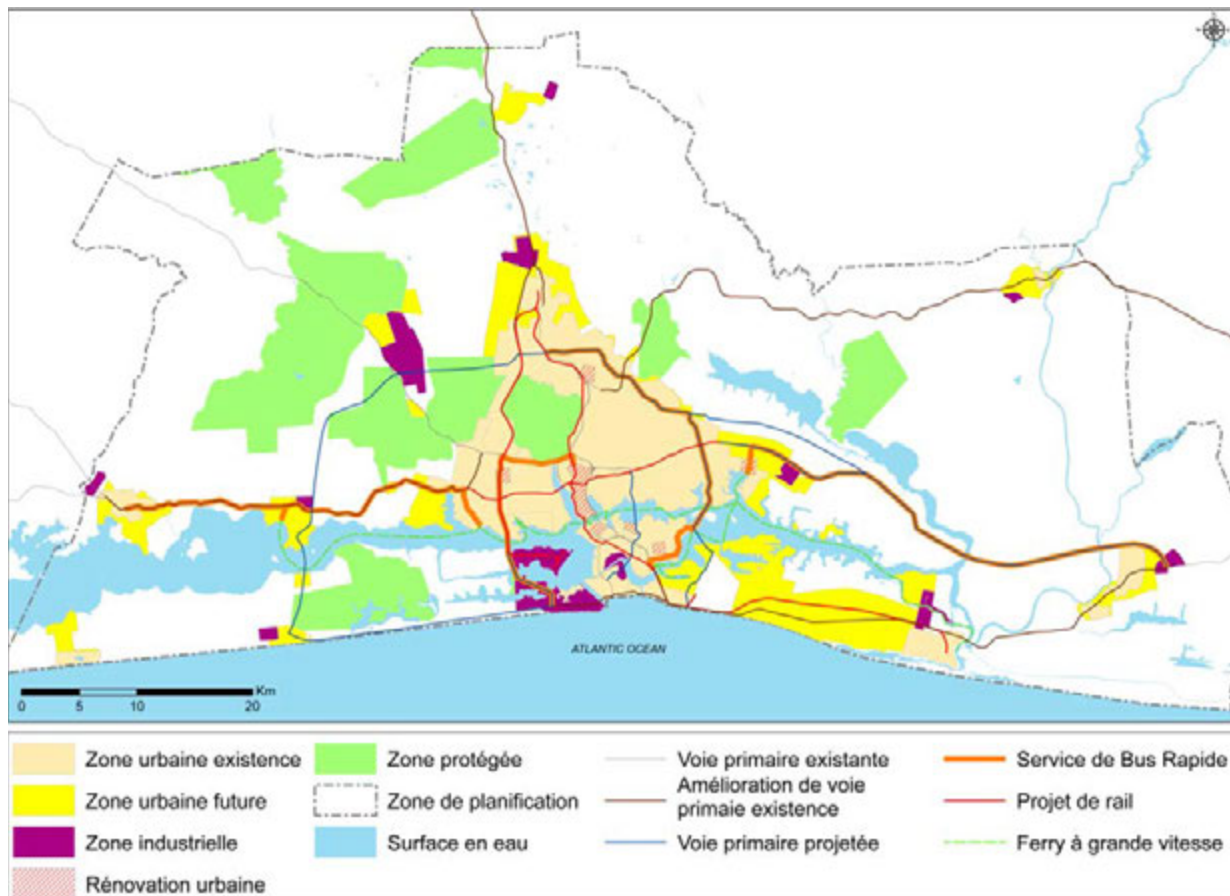 ATLANTIC OCEAN
Km
0 5 10 20
Zone urbaine existence
Zone urbaine future
Zone industrielle
Rénovation urbaine
Zone protégée
Zone de planification
Surface en eau
Voie primaire existante
Amélioration de voie
primaie existence
Voie primaire projetée
Service de Bus Rapide
Projet de rail
Ferry à grande vitesse